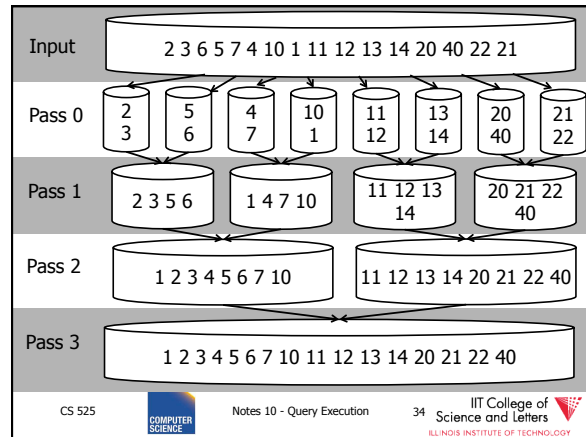 Input
2 3 6 5 7 4 10 1 11 12 13 14 20 40 22 21
Pass 0
2 5 4 10 11 13 20 21
3 6 7 1 12 14 40 22
Pass 1
2 3 5 6
1 4 7 10
11 12 13
14
20 21 22
40
Pass 2
1 2 3 4 5 6 7 10
11 12 13 14 20 21 22 40
Pass 3
1 2 3 4 5 6 7 10 11 12 13 14 20 21 22 40
CS 525
COMPUTER
SCIENCE
Notes 10 - Query Execution
34
IIT College of
Science and Letters
ILLINOIS INSTITUTE OF TECHNOLOGY